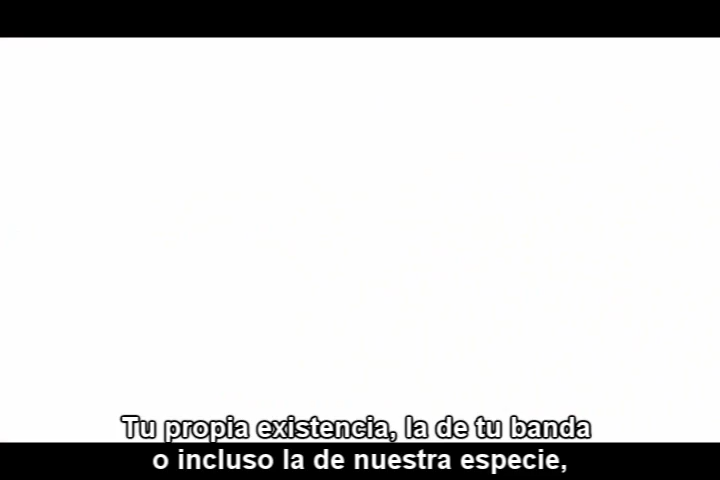 Tu propia existencia, la de tu banda
o incluso la de nuestra especie,